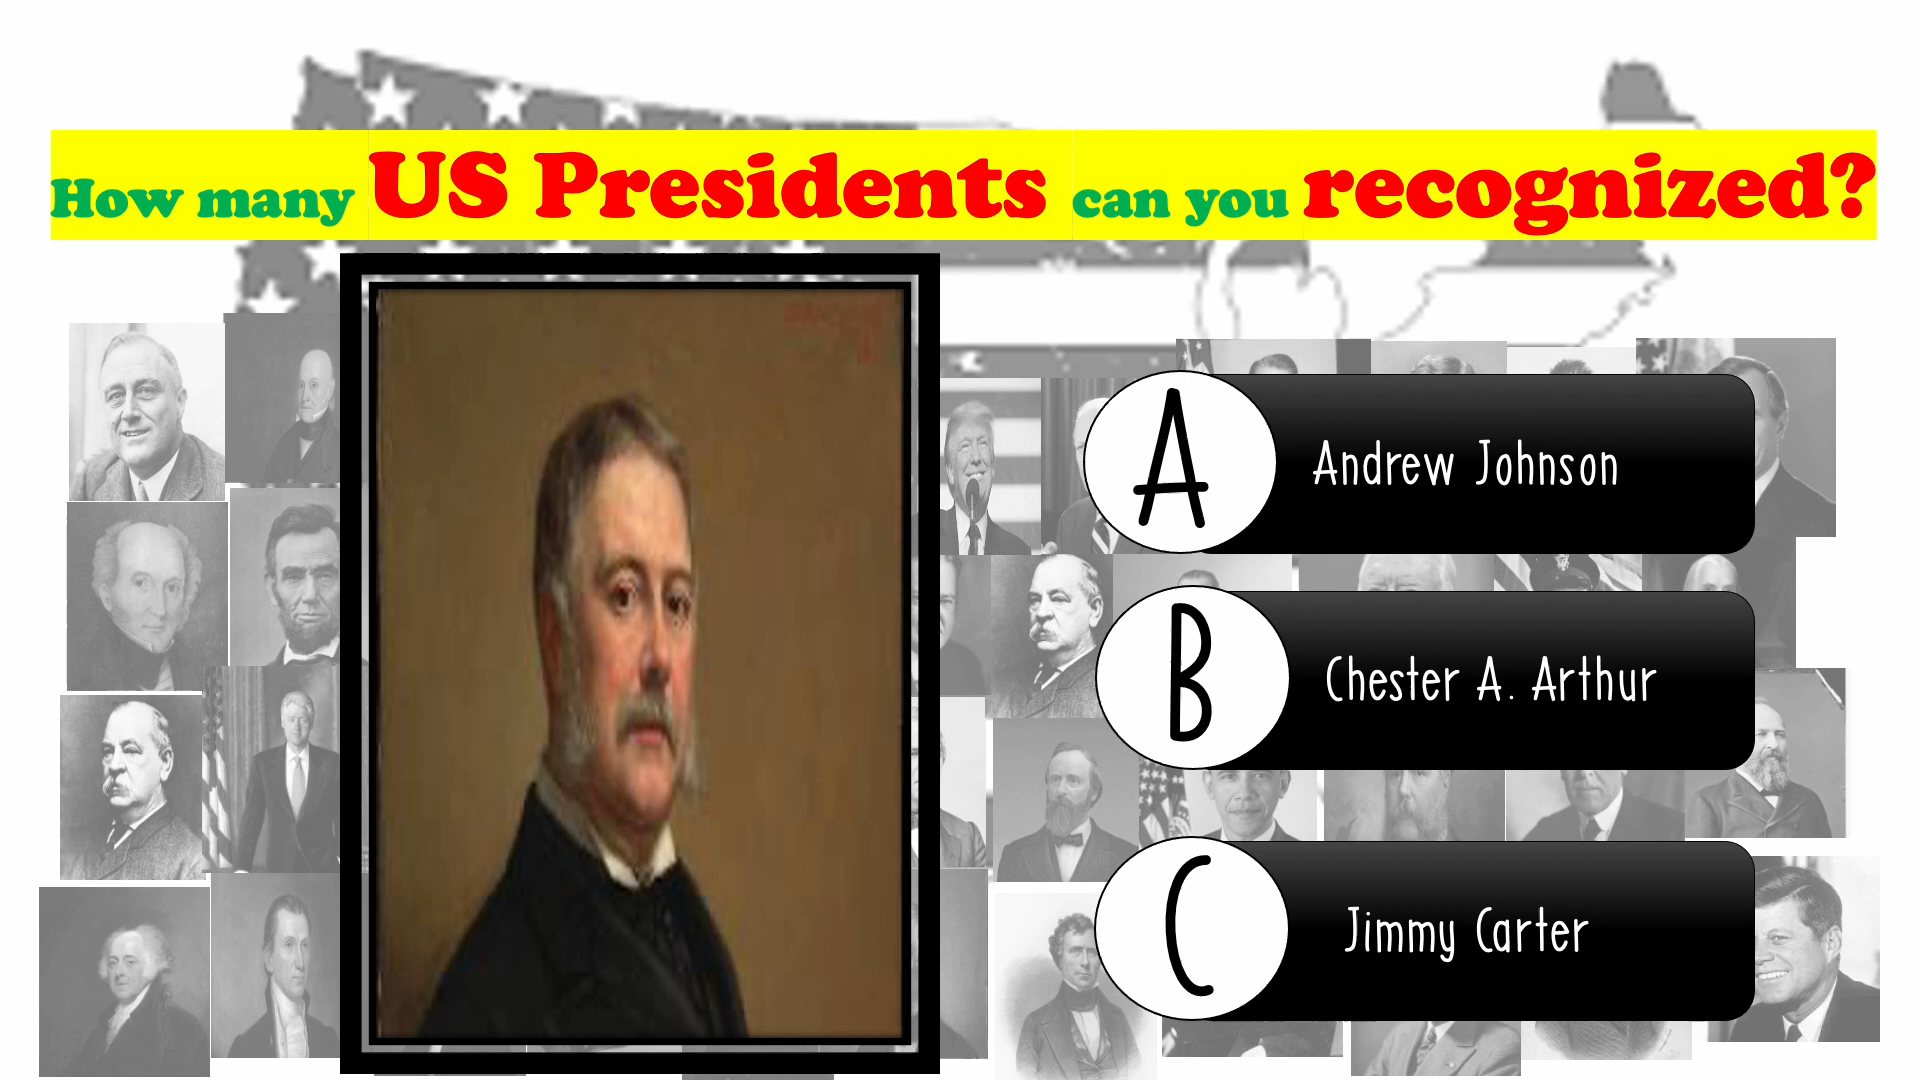 How many US Presidents can you recognized?
A
Andrew Johnson
B
Chester A. Arthur
C
Jimmy Carter